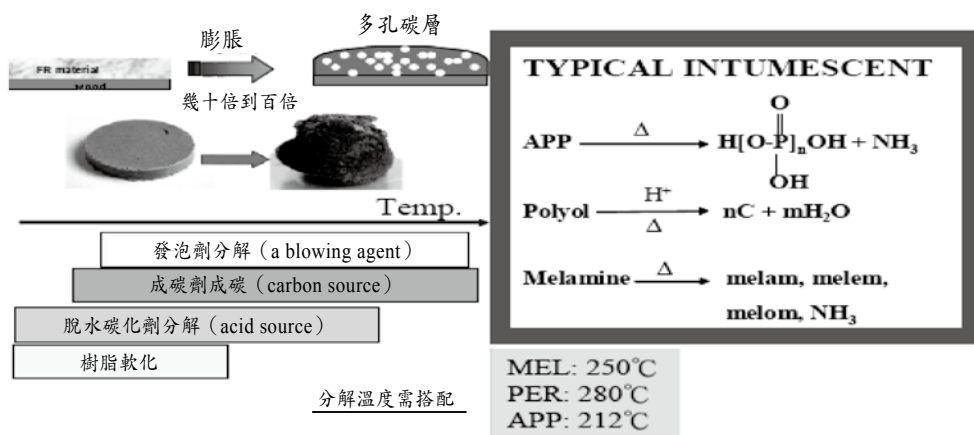 膨脹
多孔碳層
FR material
wood
幾十倍到百倍
Temp.
發泡劑分解（a blowing agent）
成碳劑成碳（carbon source）
脫水碳化劑分解（acid source）
樹脂軟化
分解溫度需搭配
TYPICAL INTUMESCENT
O
APP Δ H[O-P]nOH + NH3
OH
Polyol H+ Δ nC + mH2O
Melamine Δ melam, melem,
melom, NH3
MEL: 250℃
PER: 280℃
APP: 212℃